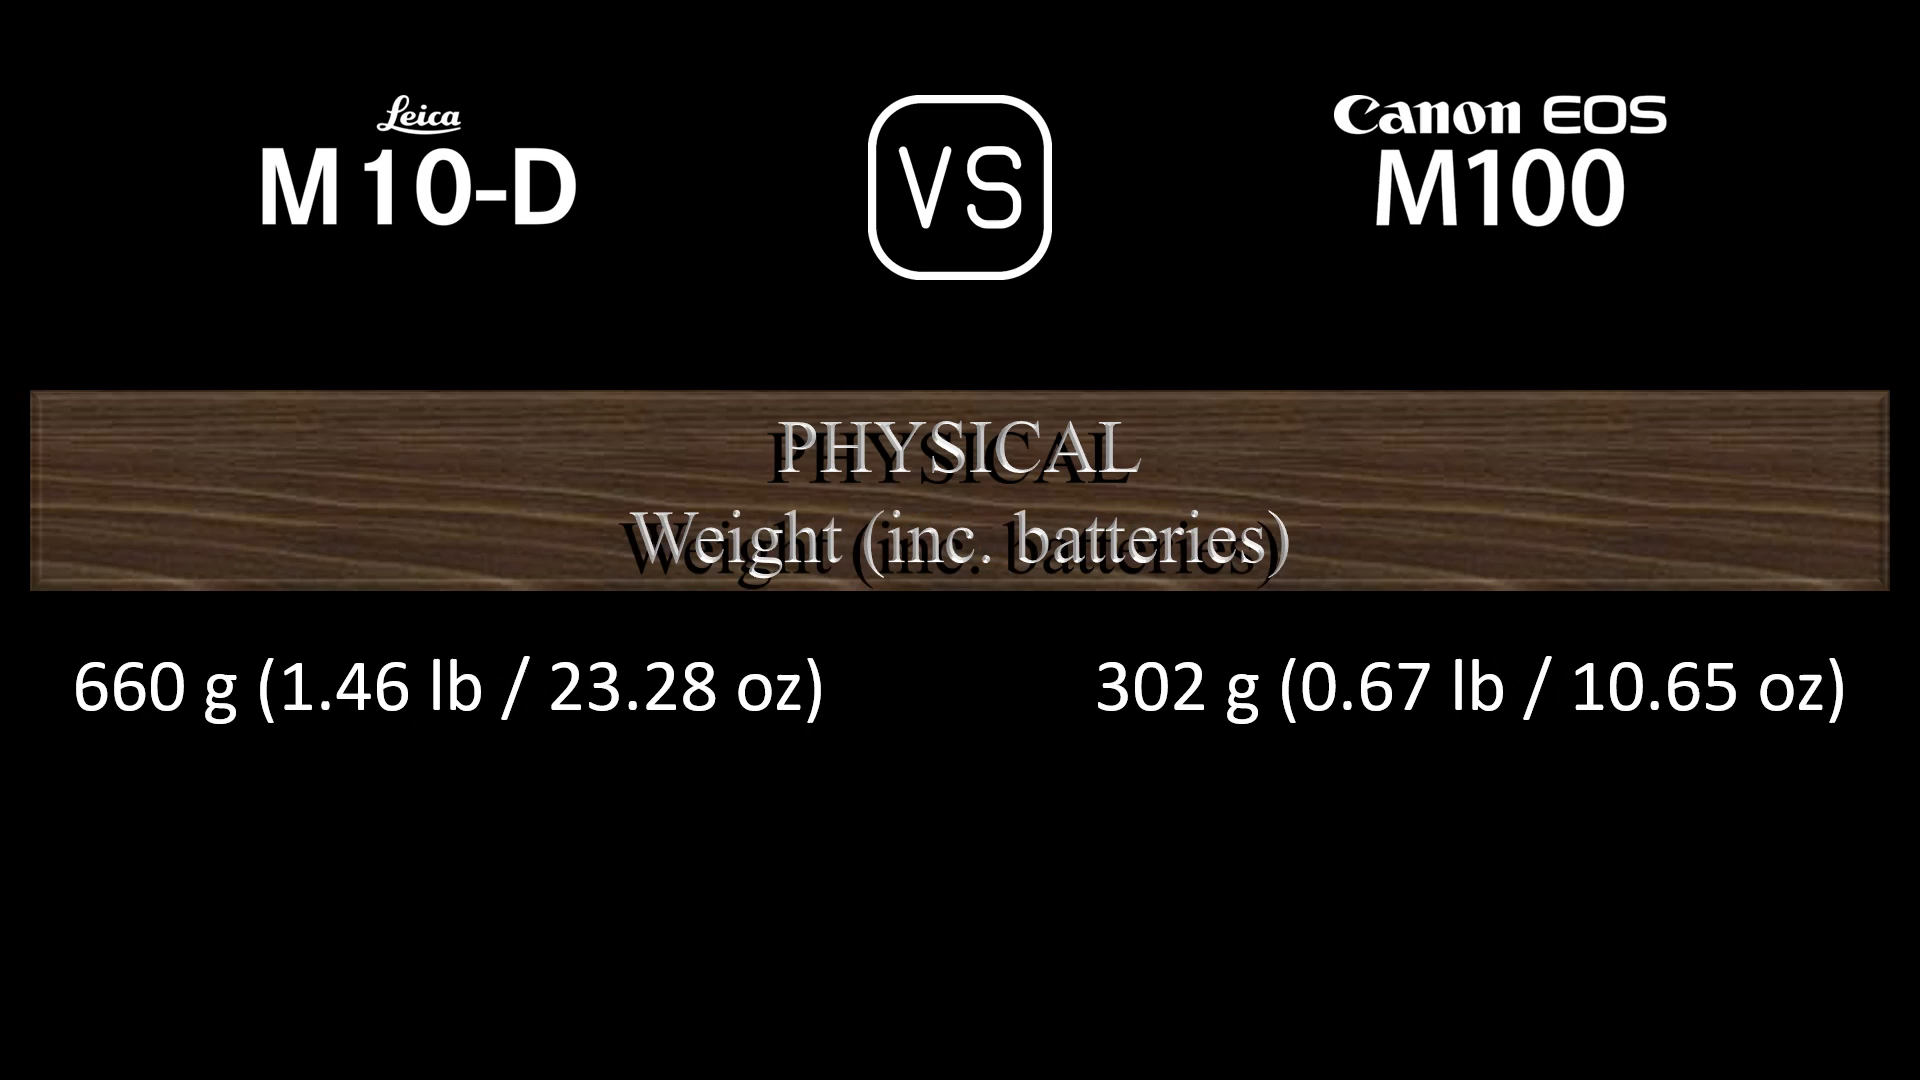 Leica
M10-D
VS
Canon EOS
M100
PHYSICAL
Weight (inc. batteries)
660 g (1.46 lb / 23.28 oz)
302 g (0.67 lb / 10.65 oz)